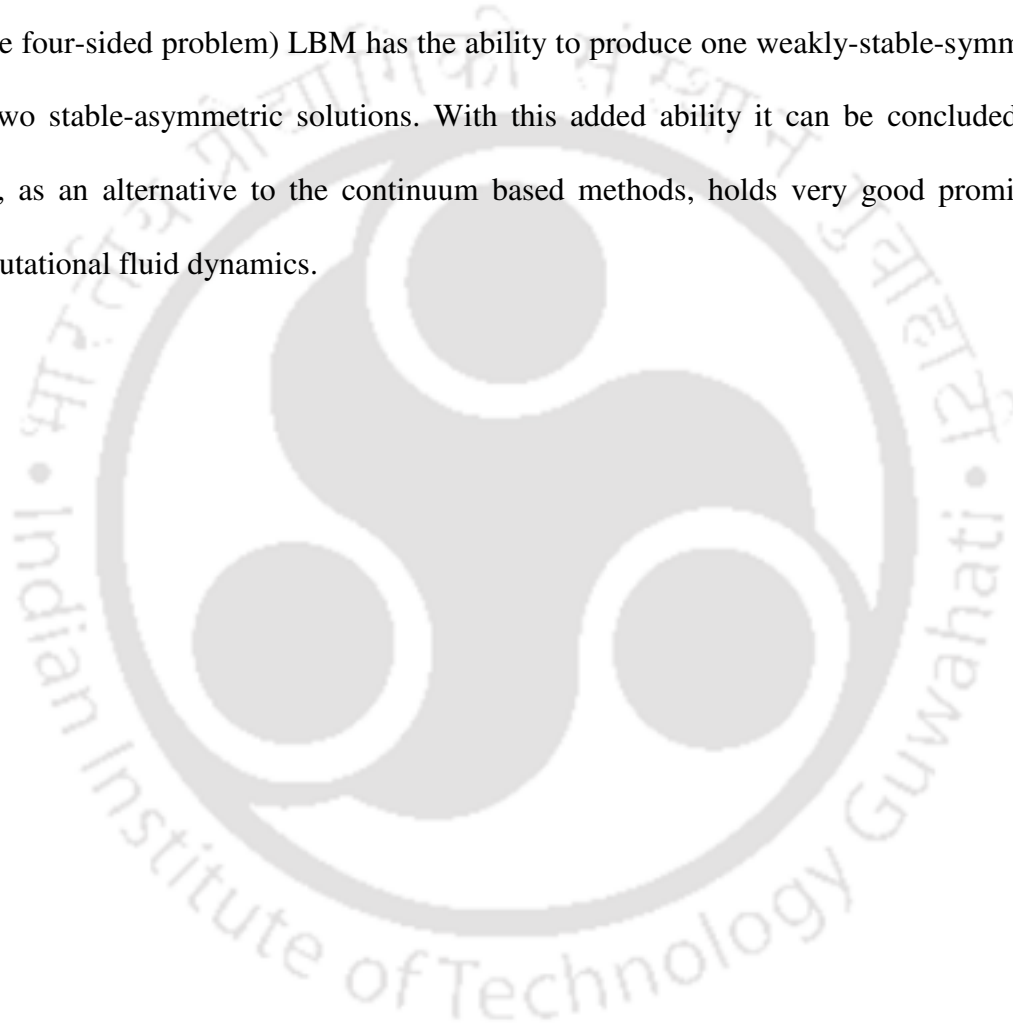 e four-sided problem) LBM has the ability to produce one weakly-stable-symm
wo stable-asymmetric solutions. With this added ability it can be concluded
, as an alternative to the continuum based methods, holds very good promi
utational fluid dynamics.
भारतीय प्रौद्योगिकी संस्थान गुवाहाटी
• Indian Institute of Technology Guwahati •